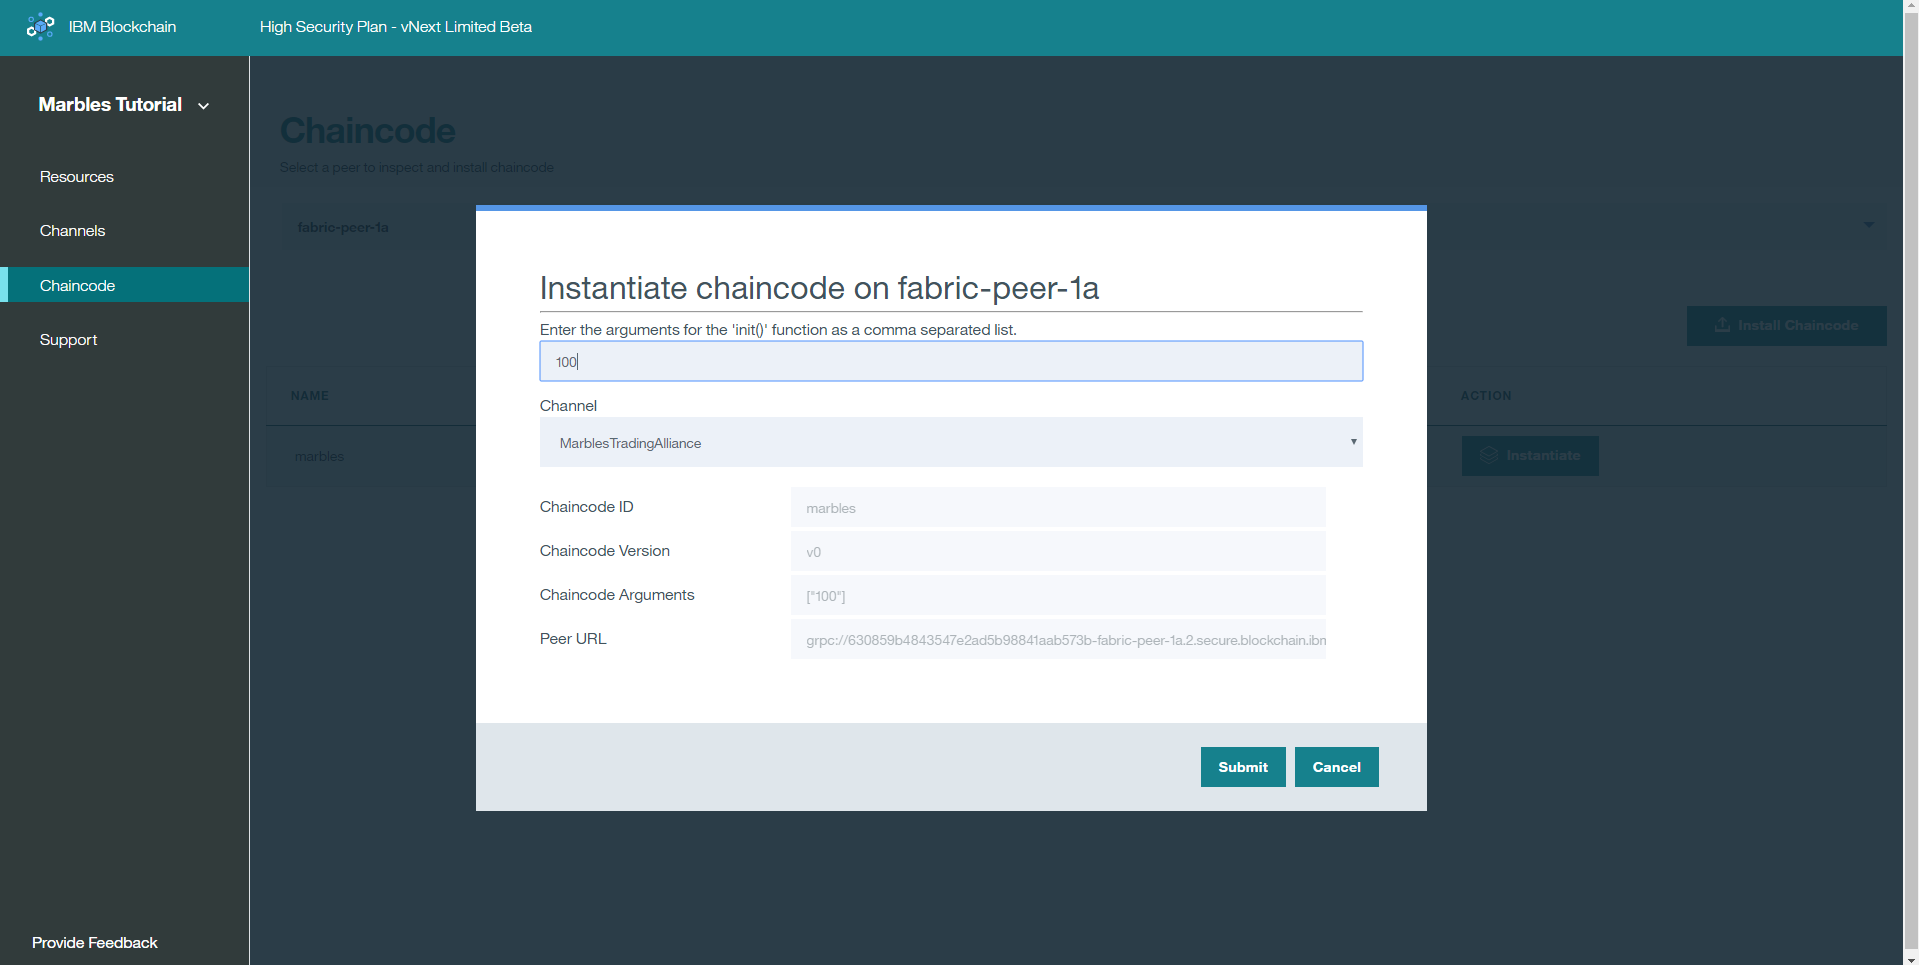 IBM Blockchain
High Security Plan - vNext Limited Beta
Marbles Tutorial
Resources
Channels
Chaincode
Support
Provide Feedback
Chaincode
Select a peer to inspect and install chaincode
fabric-peer-1a
Install Chaincode
NAME
ACTION
marbles
Instantiate
Instantiate chaincode on fabric-peer-1a
Enter the arguments for the 'init()' function as a comma separated list.
100
Channel
MarblesTradingAlliance
Chaincode ID
marbles
Chaincode Version
v0
Chaincode Arguments
["100"]
Peer URL
grpc://630859b4843547e2ad5b98841aab573b-fabric-peer-1a.2.secure.blockchain.ibm
Submit
Cancel